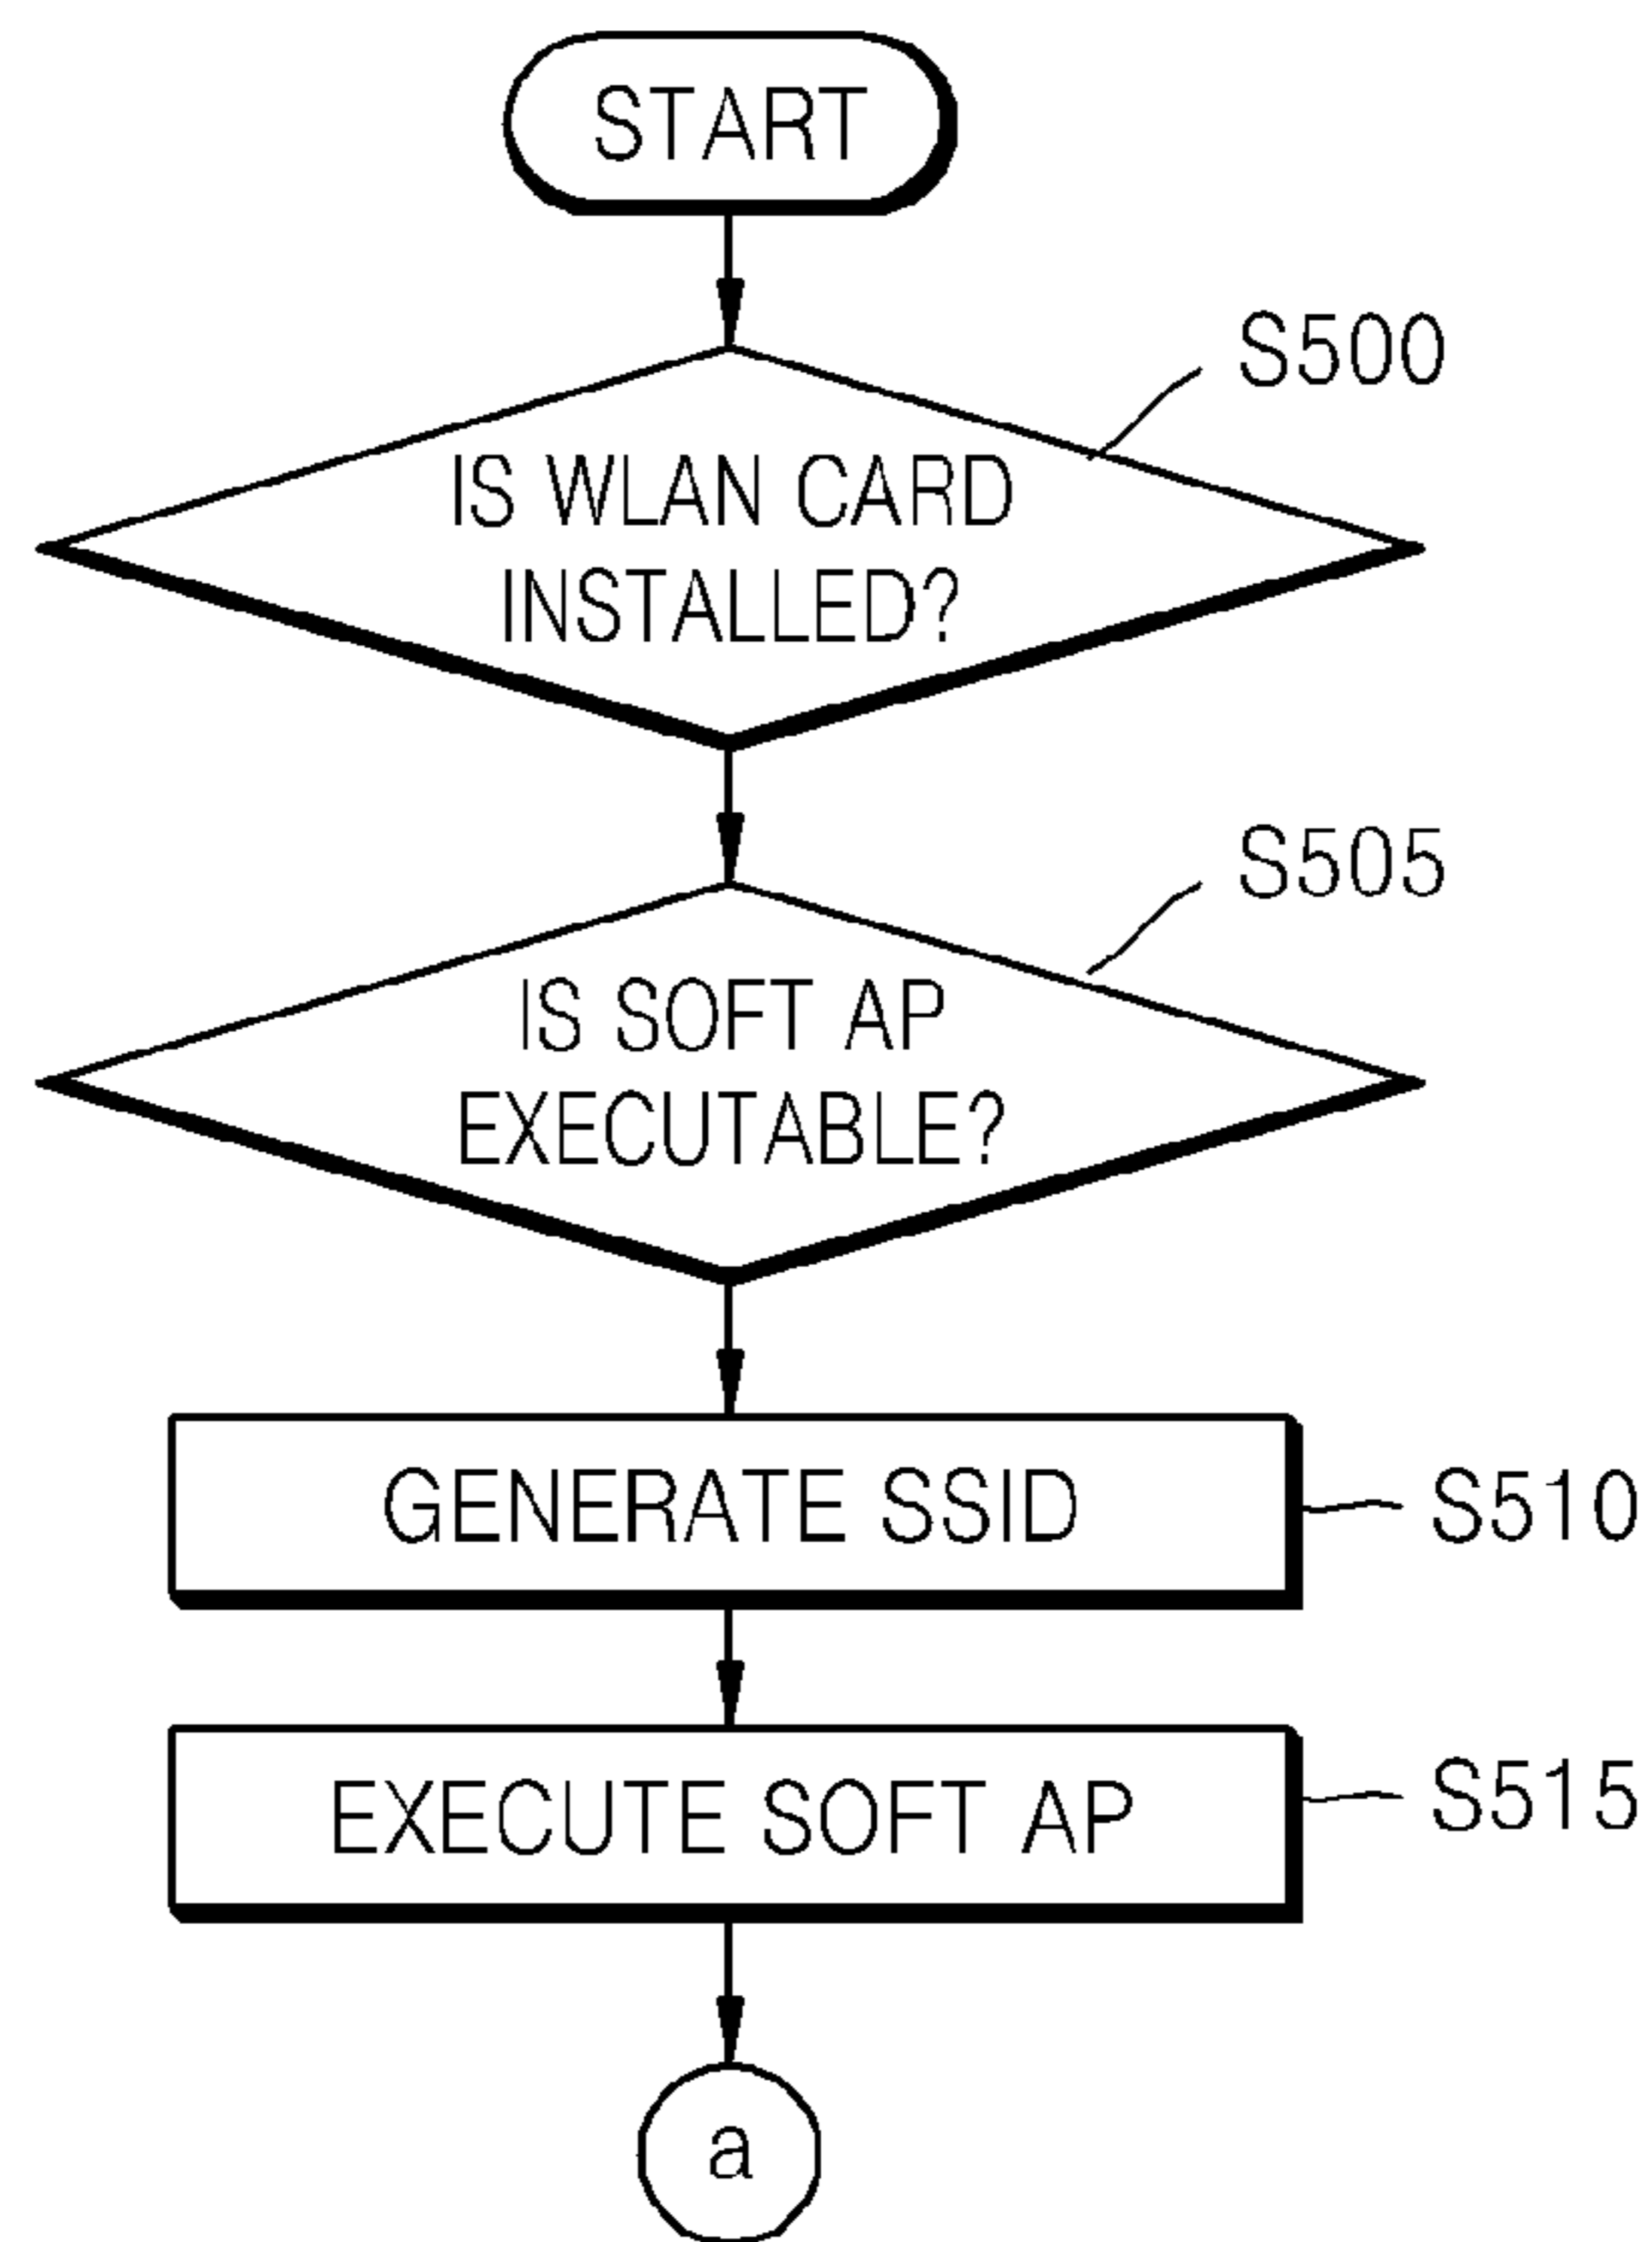 START
S500
IS WLAN CARD
INSTALLED?
S505
IS SOFT AP
EXECUTABLE?
GENERATE SSID
S510
EXECUTE SOFT AP
S515
a